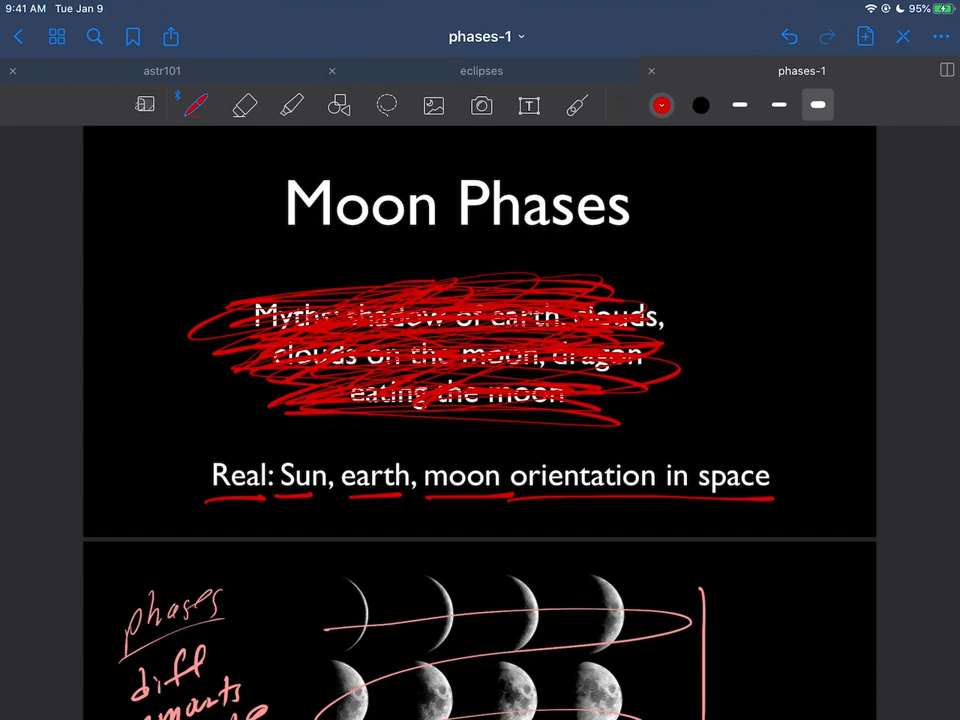 9:41 AM Tue Jan 9
95%
phases-1
astr101
eclipses
phases-1
T
Moon Phases
Myths: shadow of earth, clouds,
clouds on the moon, dragon
eating the moon
Real: Sun, earth, moon orientation in space
phases
diff